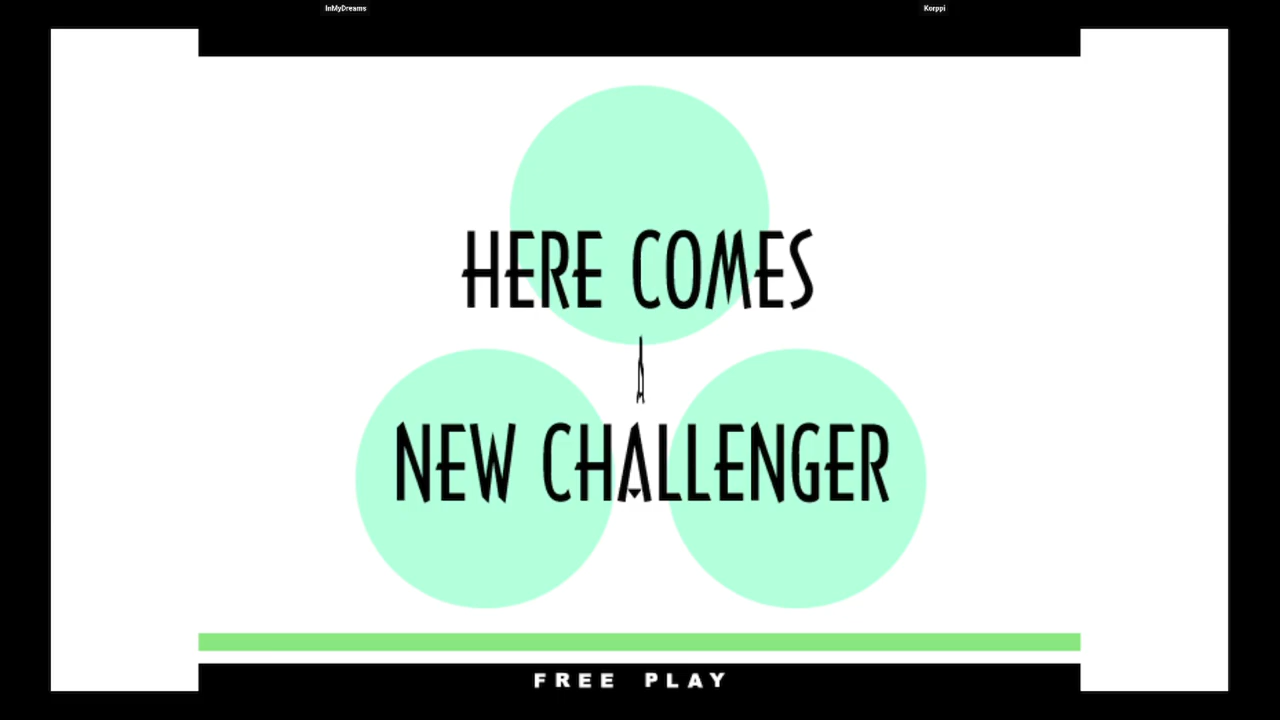 InMyDreams
Korppi
HERE COMES
A
NEW CHALLENGER
FREE PLAY